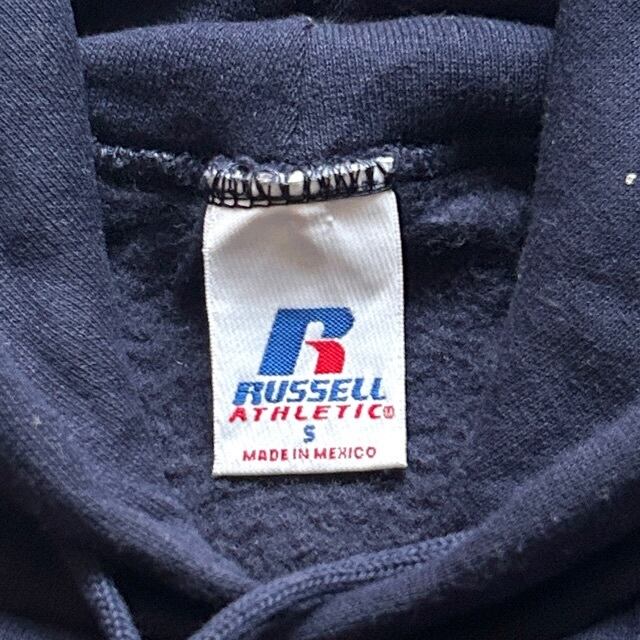 R
RUSSELL
ATHLETIC®
S
MADE IN MEXICO